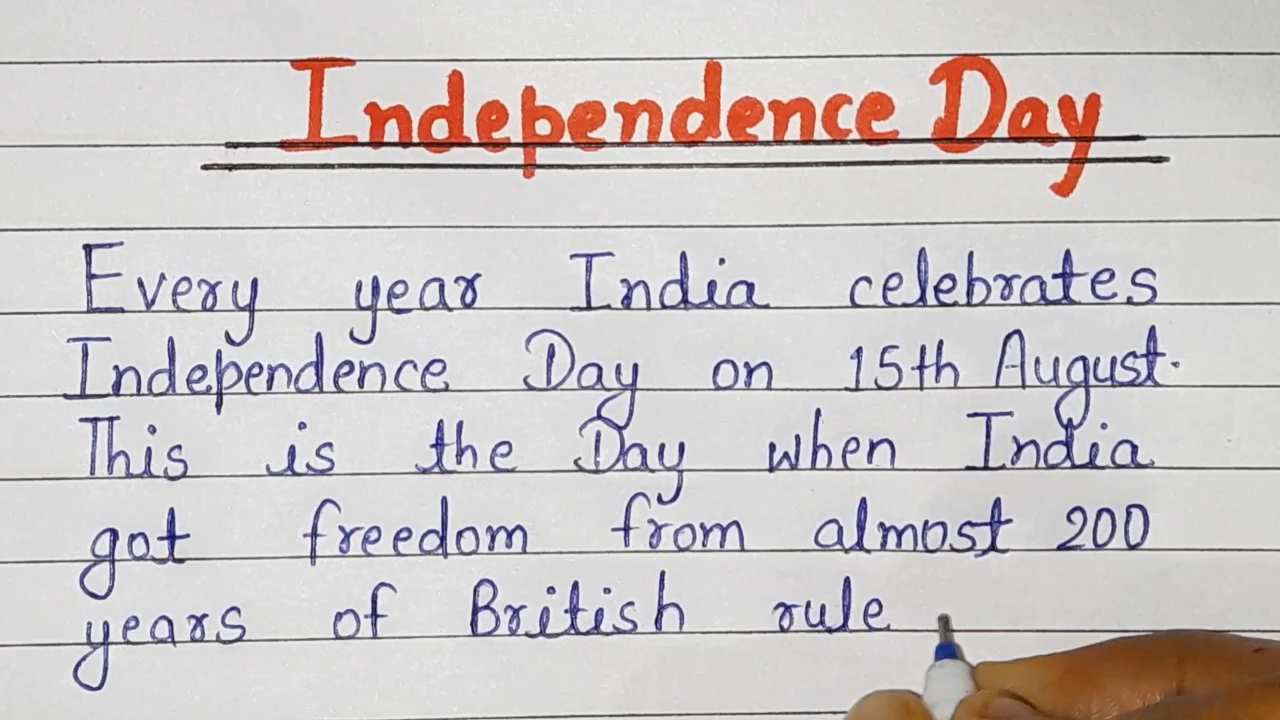 Independence Day
Every year India celebrates
Independence Day on 15th August.
This is the Day when India
got freedom from almost 200
years of British rule